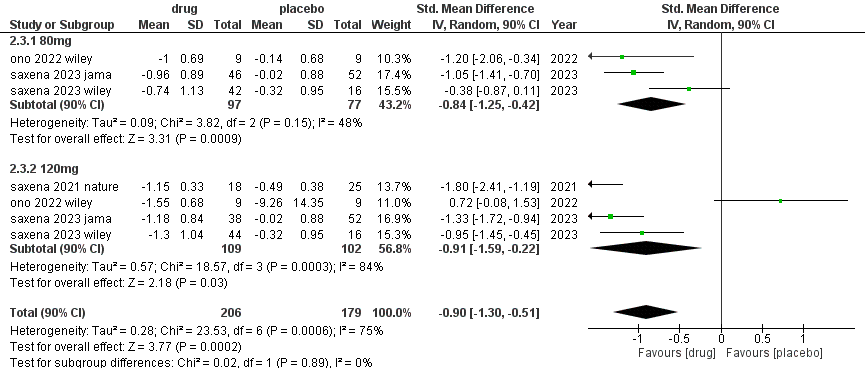 drug placebo Std. Mean Difference Std. Mean Difference
Study or Subgroup Mean SD Total Mean SD Total Weight IV, Random, 90% CI Year IV, Random, 90% CI
2.3.1 80mg
ono 2022 wiley -1 0.69 9 -0.14 0.68 9 10.3% -1.20 [-2.06, -0.34] 2022
saxena 2023 jama -0.96 0.89 46 -0.02 0.88 52 17.4% -1.05 [-1.41, -0.70] 2023
saxena 2023 wiley -0.74 1.13 42 -0.32 0.95 16 15.5% -0.38 [-0.87, 0.11] 2023
Subtotal (90% CI) 97 77 43.2% -0.84 [-1.25, -0.42]
Heterogeneity: Tau² = 0.09; Chi² = 3.82, df = 2 (P = 0.15); I² = 48%
Test for overall effect: Z = 3.31 (P = 0.0009)
2.3.2 120mg
saxena 2021 nature -1.15 0.33 18 -0.49 0.38 25 13.7% -1.80 [-2.41, -1.19] 2021
ono 2022 wiley -1.55 0.68 9 -9.26 14.35 9 11.0% 0.72 [-0.08, 1.53] 2022
saxena 2023 jama -1.18 0.84 38 -0.02 0.88 52 16.9% -1.33 [-1.72, -0.94] 2023
saxena 2023 wiley -1.3 1.04 44 -0.32 0.95 16 15.2% -0.95 [-1.45, -0.45] 2023
Subtotal (90% CI) 109 102 56.8% -0.91 [-1.59, -0.22]
Heterogeneity: Tau² = 0.57; Chi² = 18.57, df = 3 (P = 0.0003); I² = 84%
Test for overall effect: Z = 2.18 (P = 0.03)
Total (90% CI) 206 179 100.0% -0.90 [-1.30, -0.51]
Heterogeneity: Tau² = 0.28; Chi² = 23.53, df = 6 (P = 0.0006); I² = 75%
Test for overall effect: Z = 3.77 (P = 0.0002)
Test for subgroup differences: Chi² = 0.02, df = 1 (P = 0.89), I² = 0%
-1 -0.5 0 0.5 1
Favours [drug] Favours [placebo]